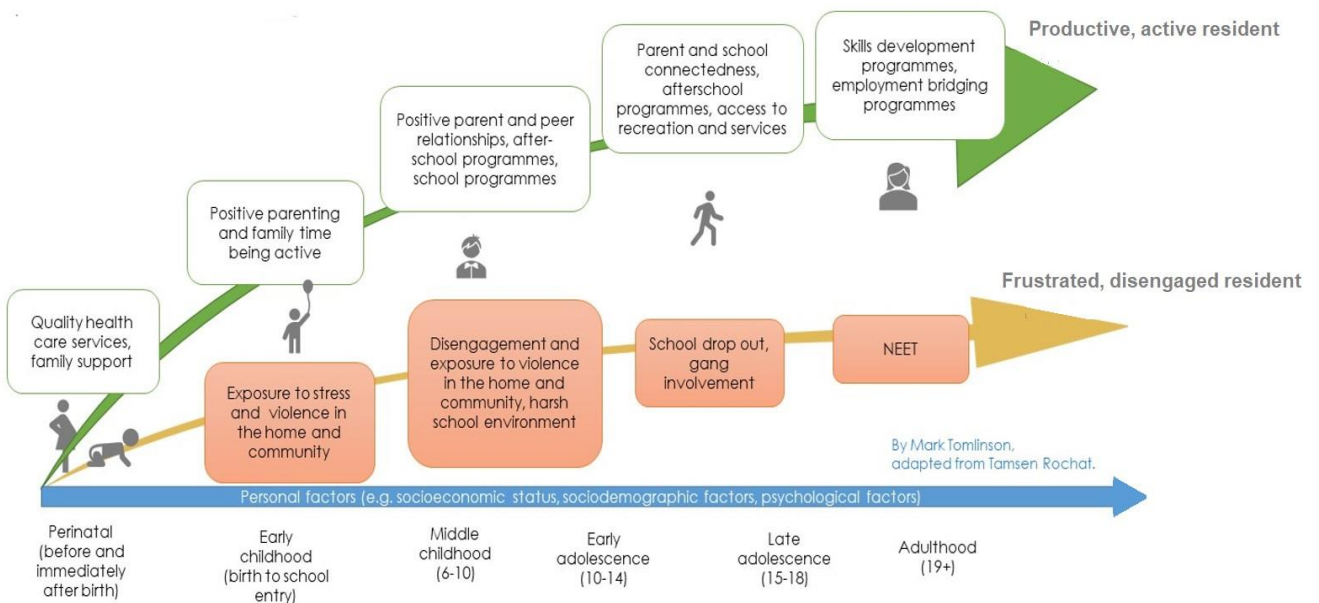 Productive, active resident
Skills development
programmes,
employment bridging
programmes
Parent and school
connectedness,
afterschool
programmes, access to
recreation and services
Positive parent and peer
relationships, after-
school programmes,
school programmes
Positive parenting
and family time
being active
Quality health
care services,
family support
Frustrated, disengaged resident
Exposure to stress
and violence in
the home and
community
Disengagement and
exposure to violence
in the home and
community, harsh
school environment
School drop out,
gang
involvement
NEET
By Mark Tomlinson,
adapted from Tamsen Rochat.
Personal factors (e.g. socioeconomic status, sociodemographic factors, psychological factors)
Perinatal
(before and
immediately
after birth)
Early
childhood
(birth to school
entry)
Middle
childhood
(6-10)
Early
adolescence
(10-14)
Late
adolescence
(15-18)
Adulthood
(19+)